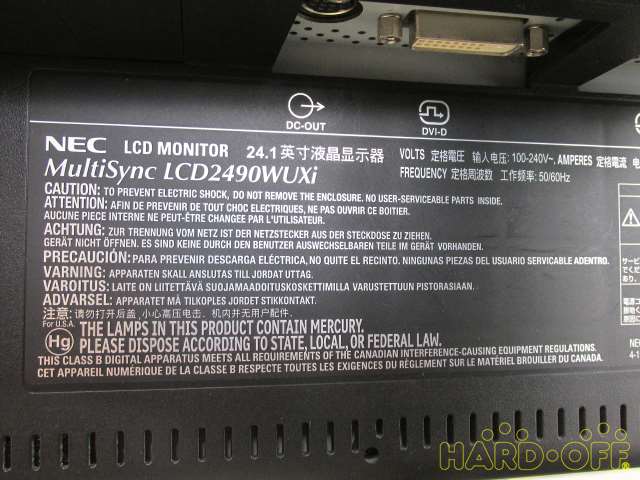 DC-OUT
DVI-D
NEC LCD MONITOR 24.1英寸液晶显示器
MultiSync LCD2490WUXi
VOLTS 定格電圧 输入电压: 100-240V~, AMPERES 定格電流
FREQUENCY 定格周波数 工作频率: 50/60Hz
CAUTION: TO PREVENT ELECTRIC SHOCK, DO NOT REMOVE THE ENCLOSURE. NO USER-SERVICEABLE PARTS INSIDE.
ATTENTION: AFIN DE PREVENIR DE TOUT CHOC ELECTRIQUES, NE PAS OUVRIR CE BOITIER.
AUCUNE PIECE INTERNE NE PEUT-ETRE REPARE PAR L'UTILISATEUR.
ACHTUNG: ZUR TRENNUNG VOM NETZ IST DER NETZSTECKER AUS DER STECKDOSE ZU ZIEHEN.
GERÄT NICHT ÖFFNEN. ES SIND KEINE DURCH DEN BENUTZER AUSWECHSELBAREN TEILE IM GERÄT VORHANDEN.
PRECAUCIÓN: PARA PREVENIR DESCARGA ELÉCTRICA, NO QUITE EL RECINTO. NINGUNAS PIEZAS DEL USUARIO SERVICEABLE ADENTRO.
VARNING: APPARATEN SKALL ANSLUTAS TILL JORDAT UTTAG.
VAROITUS: LAITE ON LIITETTÄVÄ SUOJAMAADOITUSKOSKETTIMILLA VARUSTETTUUN PISTORASIAAN.
ADVARSEL: APPARATET MÅ TILKOPLES JORDET STIKKONTAKT.
注意: 请勿打开后盖, 小心高压电击, 机内并无用户配件.
For U.S.A.
Hg THE LAMPS IN THIS PRODUCT CONTAIN MERCURY.
PLEASE DISPOSE ACCORDING TO STATE, LOCAL, OR FEDERAL LAW.
THIS CLASS B DIGITAL APPARATUS MEETS ALL REQUIREMENTS OF THE CANADIAN INTERFERENCE-CAUSING EQUIPMENT REGULATIONS.
CET APPAREIL NUMÉRIQUE DE LA CLASSE B RESPECTE TOUTES LES EXIGENCES DU RÈGLEMENT SUR LE MATÉRIEL BROUILLEUR DU CANADA.
HARD·OFF